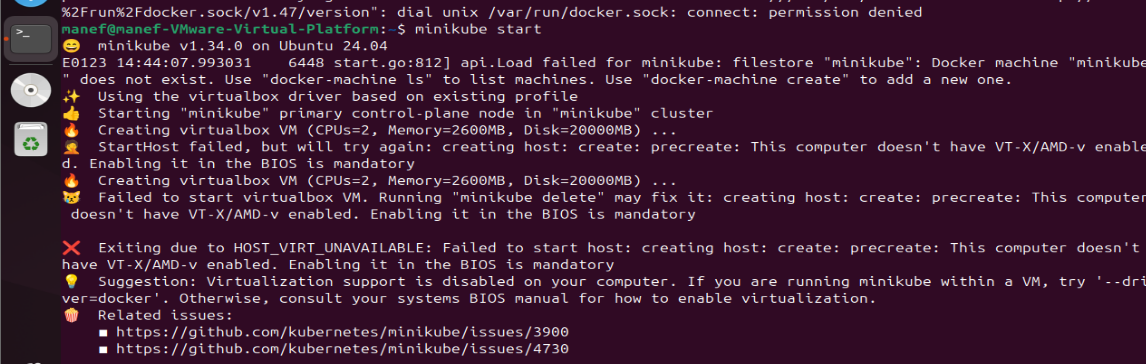 %2Frun%2Fdocker.sock/v1.47/version": dial unix /var/run/docker.sock: connect: permission denied
manef@manef-VMware-Virtual-Platform:~$ minikube start
😄  minikube v1.34.0 on Ubuntu 24.04
E0123 14:44:07.993031    6448 start.go:812] api.Load failed for minikube: filestore "minikube": Docker machine "minikube
" does not exist. Use "docker-machine ls" to list machines. Use "docker-machine create" to add a new one.
✨  Using the virtualbox driver based on existing profile
👍  Starting "minikube" primary control-plane node in "minikube" cluster
🔥  Creating virtualbox VM (CPUs=2, Memory=2600MB, Disk=20000MB) ...
🤦  StartHost failed, but will try again: creating host: create: precreate: This computer doesn't have VT-X/AMD-v enable
d. Enabling it in the BIOS is mandatory
🔥  Creating virtualbox VM (CPUs=2, Memory=2600MB, Disk=20000MB) ...
😿  Failed to start virtualbox VM. Running "minikube delete" may fix it: creating host: create: precreate: This computer
 doesn't have VT-X/AMD-v enabled. Enabling it in the BIOS is mandatory
❌  Exiting due to HOST_VIRT_UNAVAILABLE: Failed to start host: creating host: create: precreate: This computer doesn't
have VT-X/AMD-v enabled. Enabling it in the BIOS is mandatory
💡  Suggestion: Virtualization support is disabled on your computer. If you are running minikube within a VM, try '--dri
ver=docker'. Otherwise, consult your systems BIOS manual for how to enable virtualization.
🍿  Related issues:
▪ https://github.com/kubernetes/minikube/issues/3900
▪ https://github.com/kubernetes/minikube/issues/4730